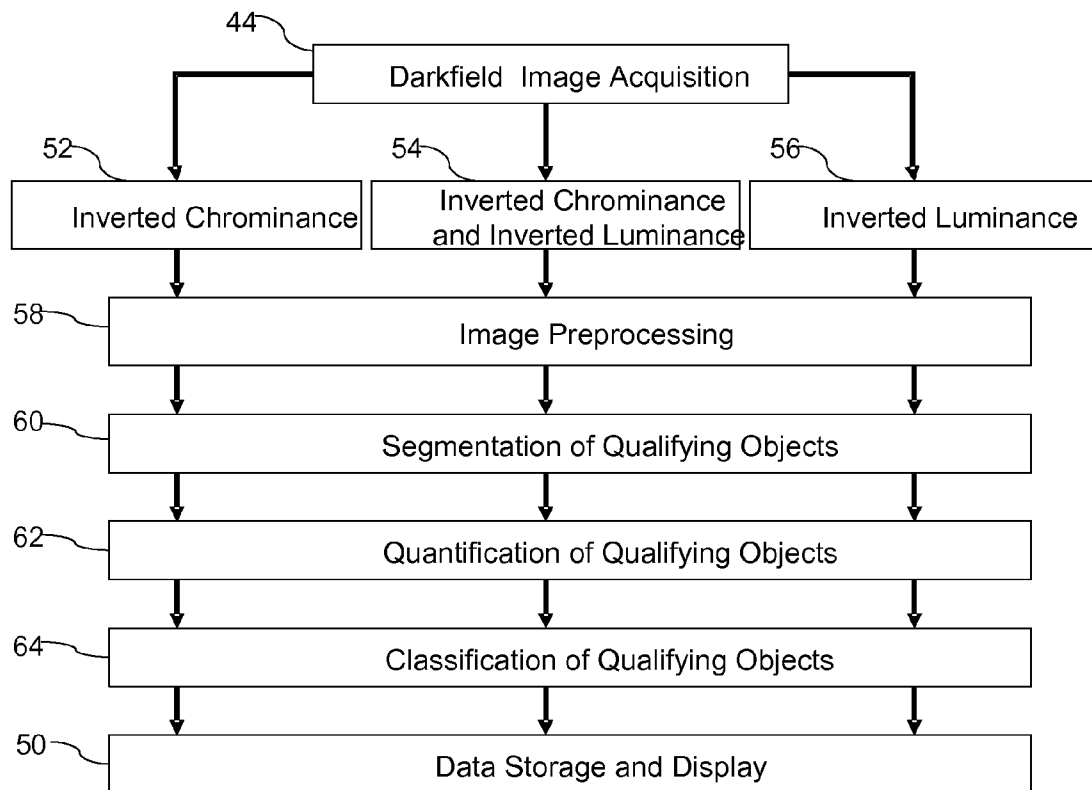 44
Darkfield Image Acquisition
52
54
56
Inverted Chrominance
Inverted Chrominance
and Inverted Luminance
Inverted Luminance
58
Image Preprocessing
60
Segmentation of Qualifying Objects
62
Quantification of Qualifying Objects
64
Classification of Qualifying Objects
50
Data Storage and Display